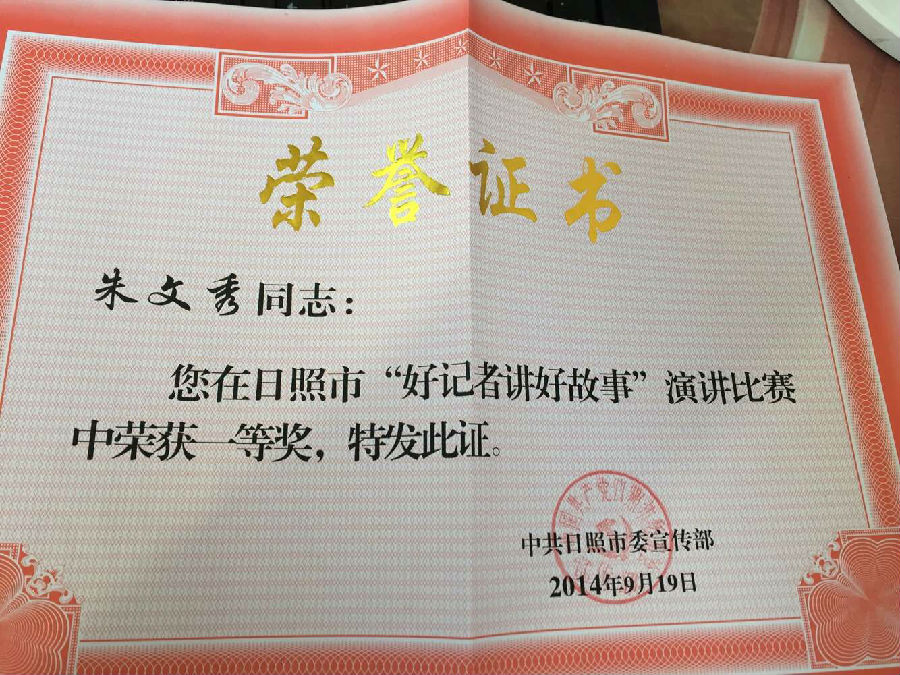 荣誉证书
朱文秀同志：
您在日照市“好记者讲好故事”演讲比赛
中荣获一等奖，特发此证。
中共日照市委宣传部
2014年9月19日